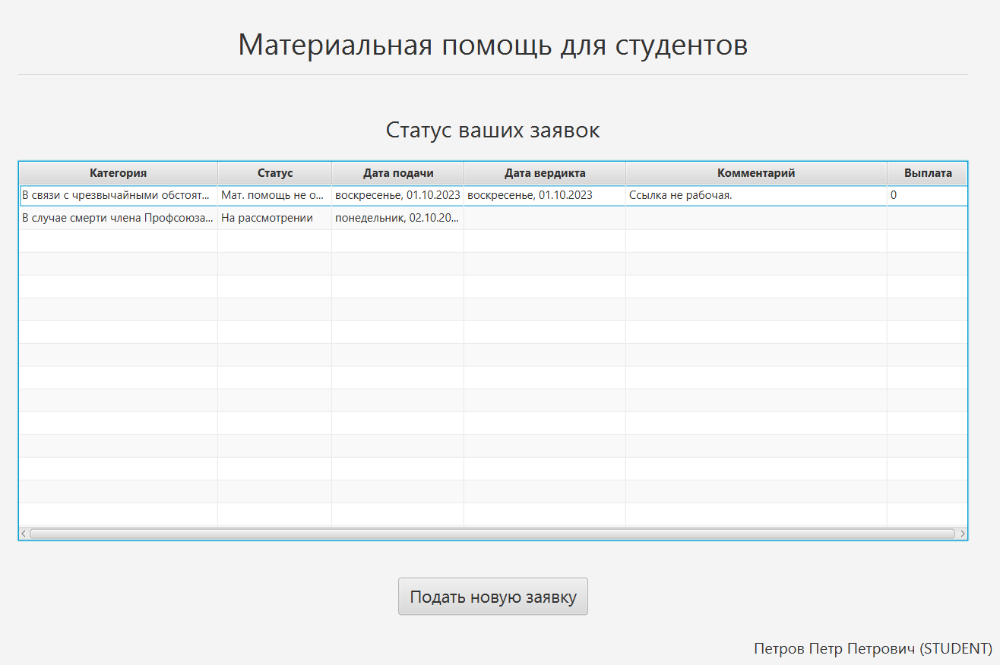 Материальная помощь для студентов
Статус ваших заявок
Категория Статус Дата подачи Дата вердикта Комментарий Выплата
В связи с чрезвычайными обстоят... Мат. помощь не о... воскресенье, 01.10.2023 воскресенье, 01.10.2023 Ссылка не рабочая. 0
В случае смерти члена Профсоюза... На рассмотрении понедельник, 02.10.20...
Подать новую заявку
Петров Петр Петрович (STUDENT)